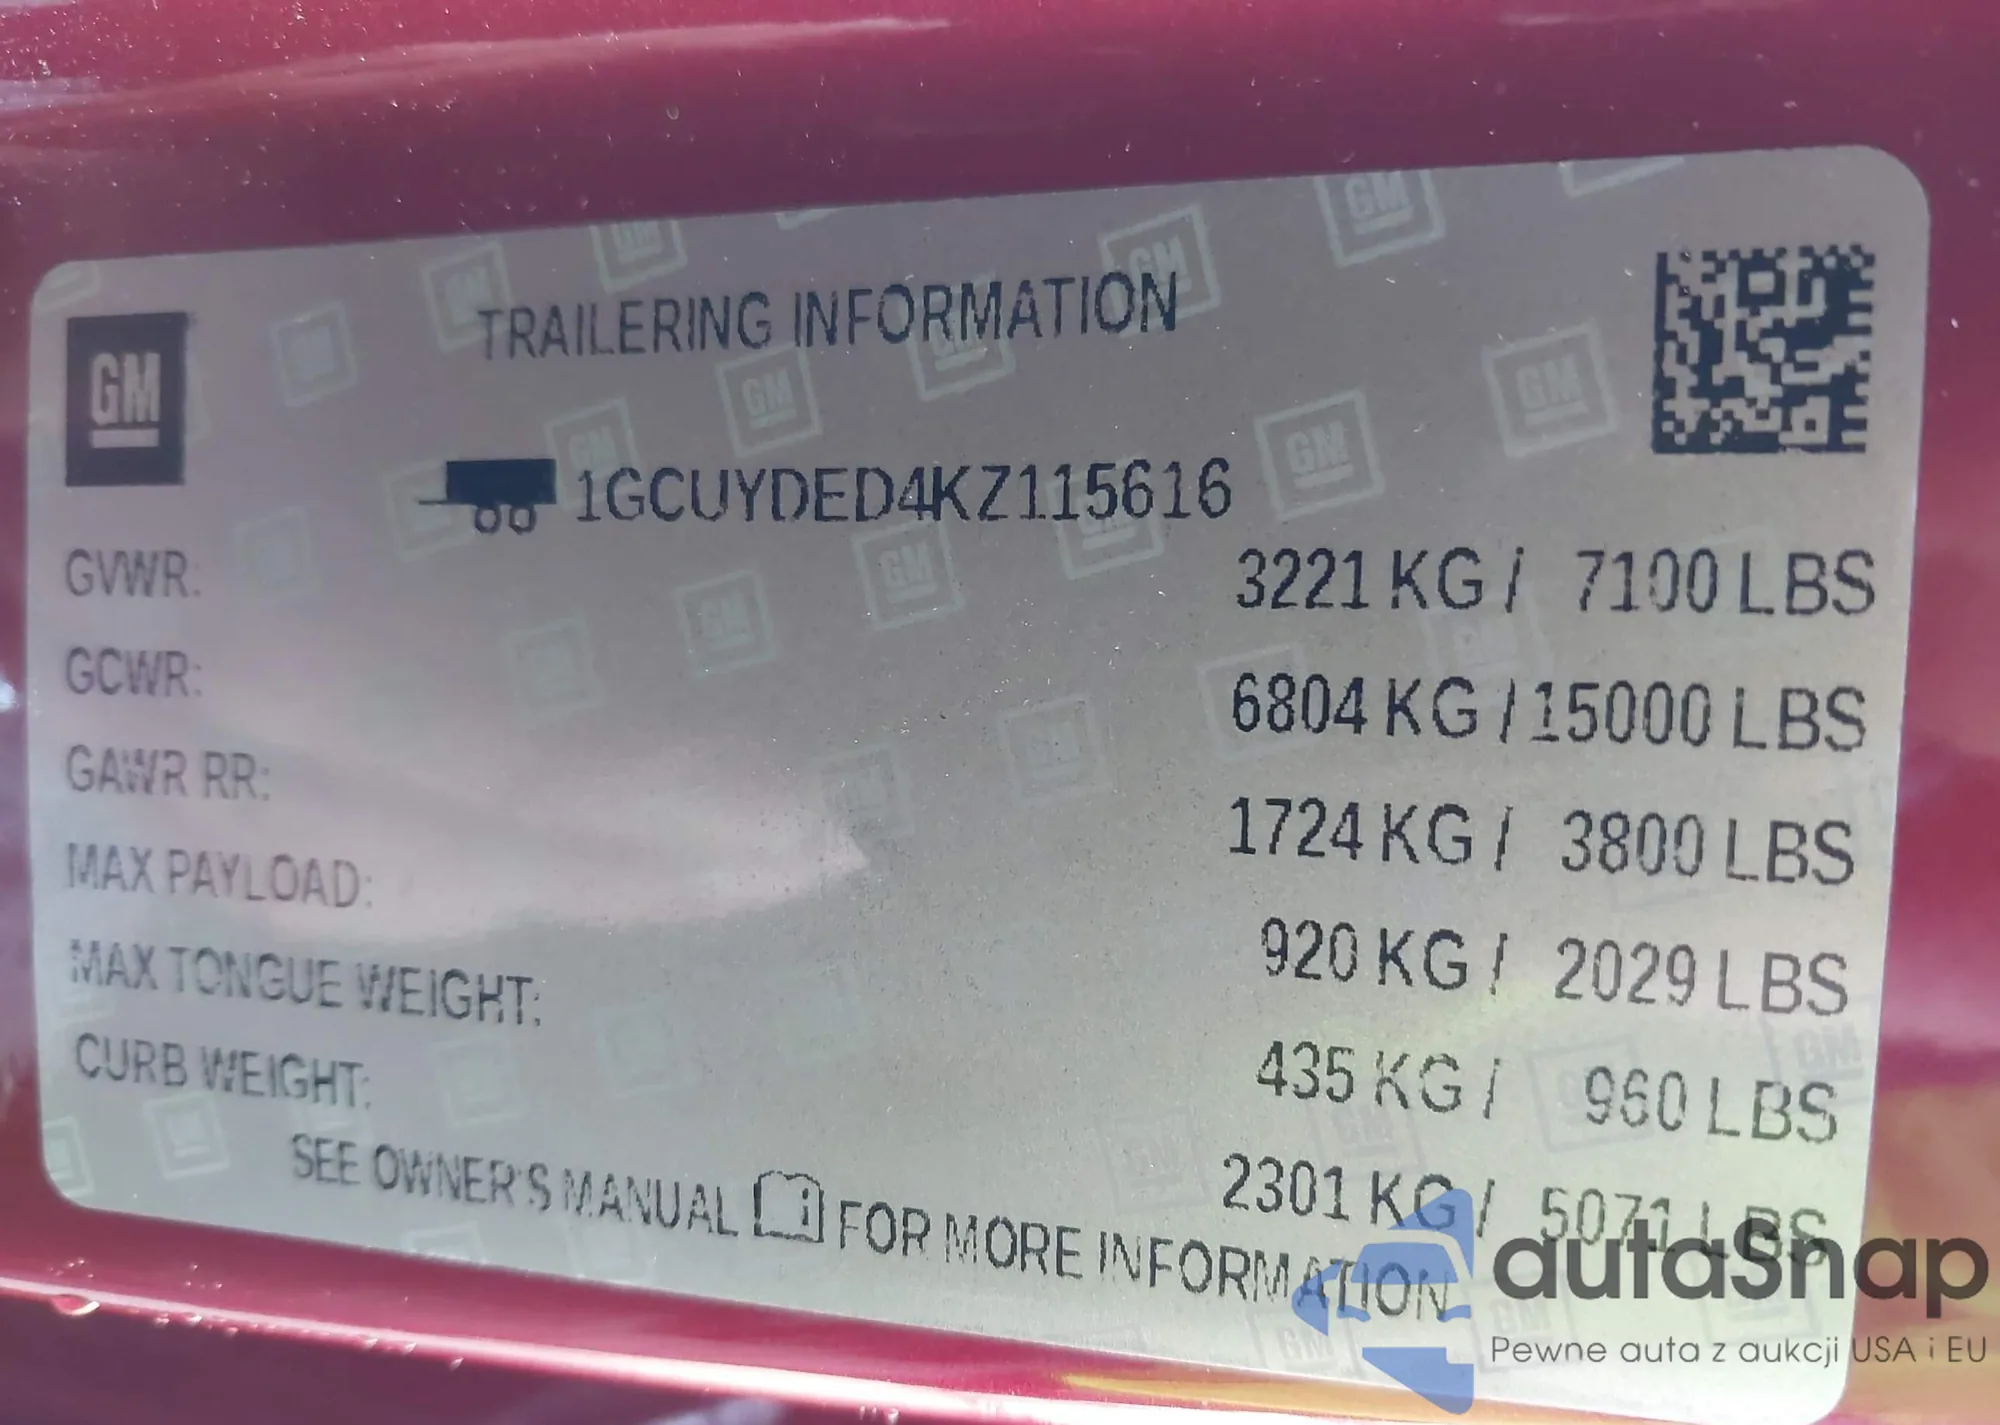 GM
TRAILERING INFORMATION
1GCUYDED4KZ115616
GVWR: 3221 KG / 7100 LBS
GCWR: 6804 KG / 15000 LBS
GAWR RR: 1724 KG / 3800 LBS
MAX PAYLOAD: 920 KG / 2029 LBS
MAX TONGUE WEIGHT: 435 KG / 960 LBS
CURB WEIGHT: 2301 KG / 5071 LBS
SEE OWNER'S MANUAL FOR MORE INFORMATION
autaSnap
Pewne auta z aukcji USA i EU